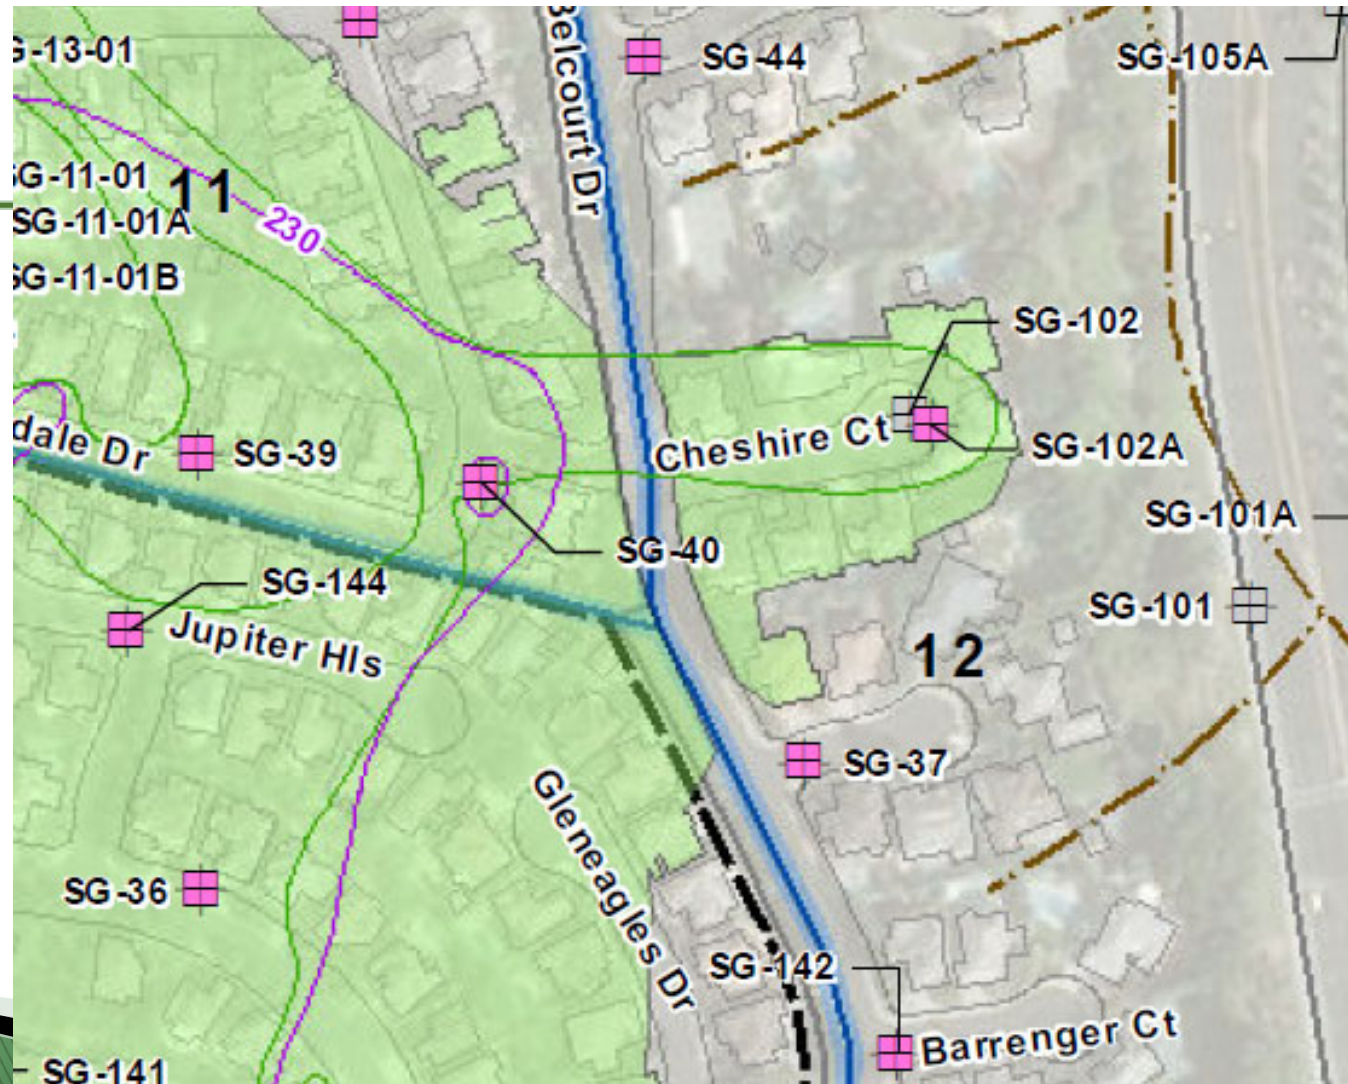 Belcourt Dr
SG-44
SG-105A
G-13-01
SG-11-01
11
SG-11-01A
230
SG-11-01B
SG-102
dale Dr
SG-39
Cheshire Ct
SG-102A
SG-40
SG-101A
SG-144
SG-101
Jupiter Hls
12
SG-37
Gleneagles Dr
SG-36
SG-142
Barrenger Ct
SG-141